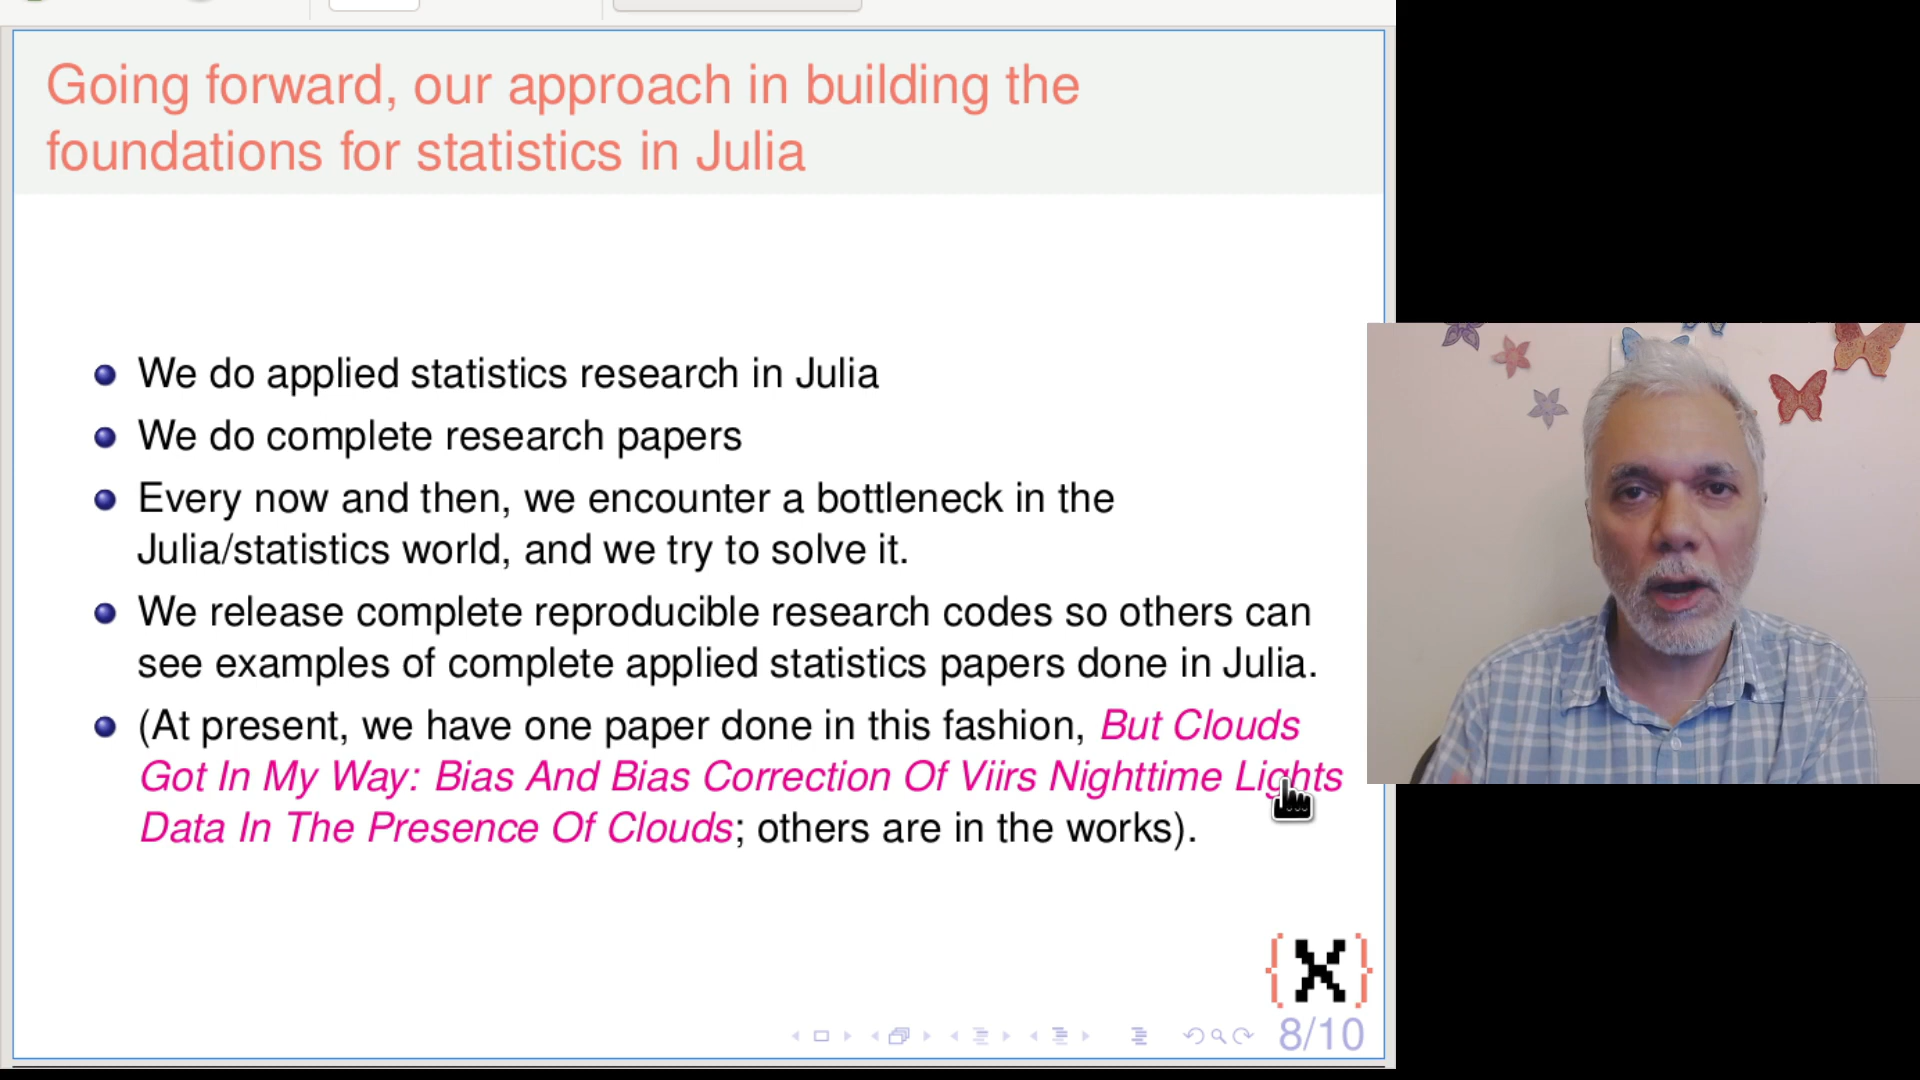 Going forward, our approach in building the
foundations for statistics in Julia
We do applied statistics research in Julia
We do complete research papers
Every now and then, we encounter a bottleneck in the
Julia/statistics world, and we try to solve it.
We release complete reproducible research codes so others can
see examples of complete applied statistics papers done in Julia.
(At present, we have one paper done in this fashion, But Clouds
Got In My Way: Bias And Bias Correction Of Viirs Nighttime Lights
Data In The Presence Of Clouds; others are in the works).
{X}
8/10